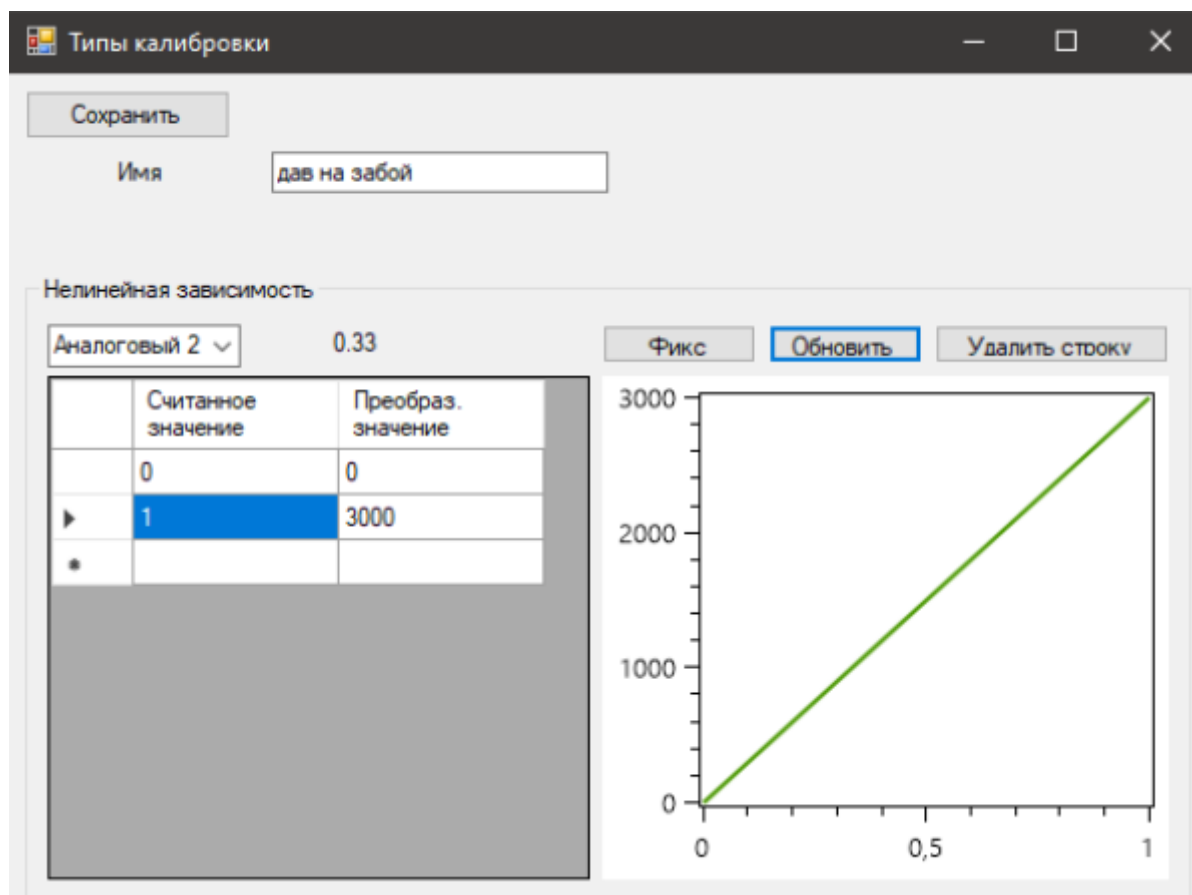 Типы калибровки
Сохранить
Имя дав на забой
Нелинейная зависимость
Аналоговый 2 0.33 Фикс Обновить Удалить строку
Считанное значение Преобраз. значение
0 0
1 3000
3000
2000
1000
0
0 0,5 1